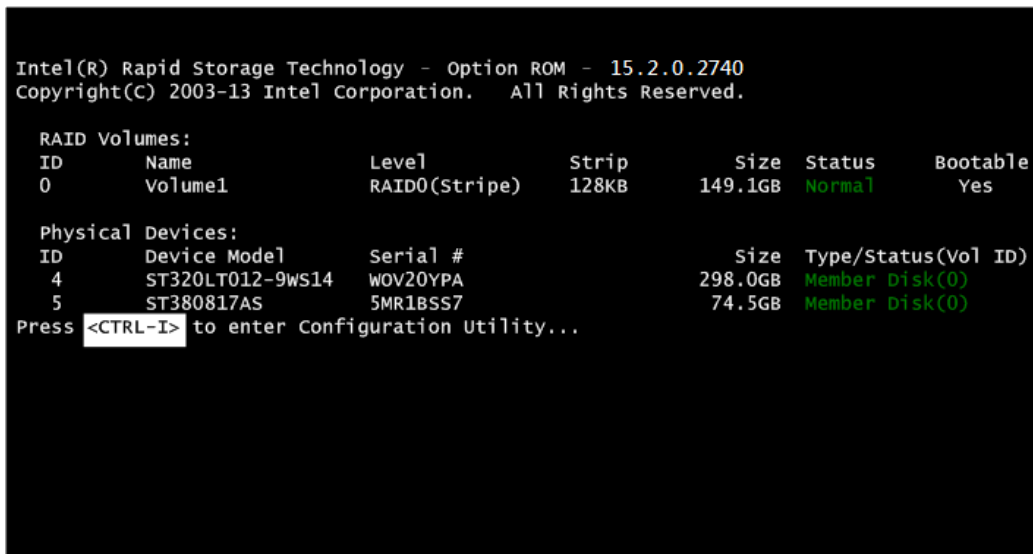 Intel(R) Rapid Storage Technology - Option ROM - 15.2.0.2740
Copyright(C) 2003-13 Intel Corporation. All Rights Reserved.
RAID Volumes:
ID Name Level Strip Size Status Bootable
0 Volume1 RAID0(Stripe) 128KB 149.1GB Normal Yes
Physical Devices:
ID Device Model Serial # Size Type/Status(Vol ID)
4 ST320LT012-9WS14 WOV20YPA 298.0GB Member Disk(0)
5 ST380817AS 5MR1BSS7 74.5GB Member Disk(0)
Press <CTRL-I> to enter Configuration Utility...